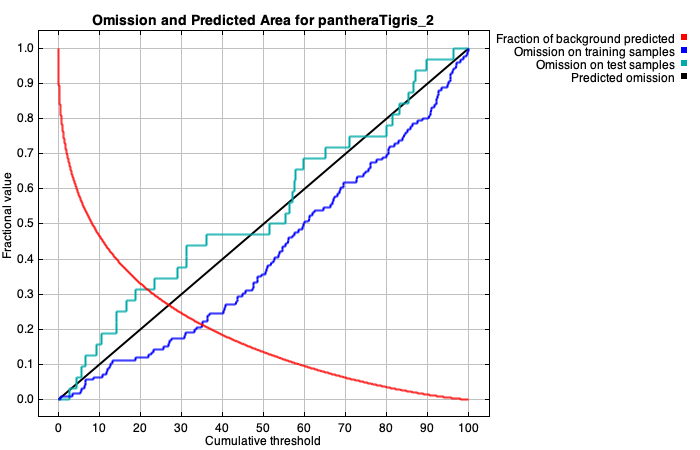 Omission and Predicted Area for pantheraTigris_2
Fraction of background predicted
Omission on training samples
Omission on test samples
Predicted omission
Fractional value
1.0
0.9
0.8
0.7
0.6
0.5
0.4
0.3
0.2
0.1
0.0
0 10 20 30 40 50 60 70 80 90 100
Cumulative threshold